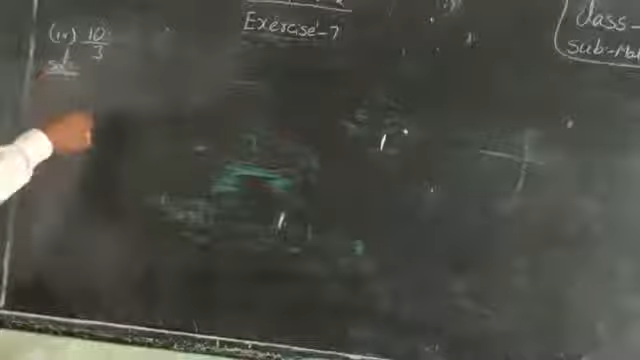 Exercise-7
Class-
Sub:-Mat
(iv) 10/3
Sol: